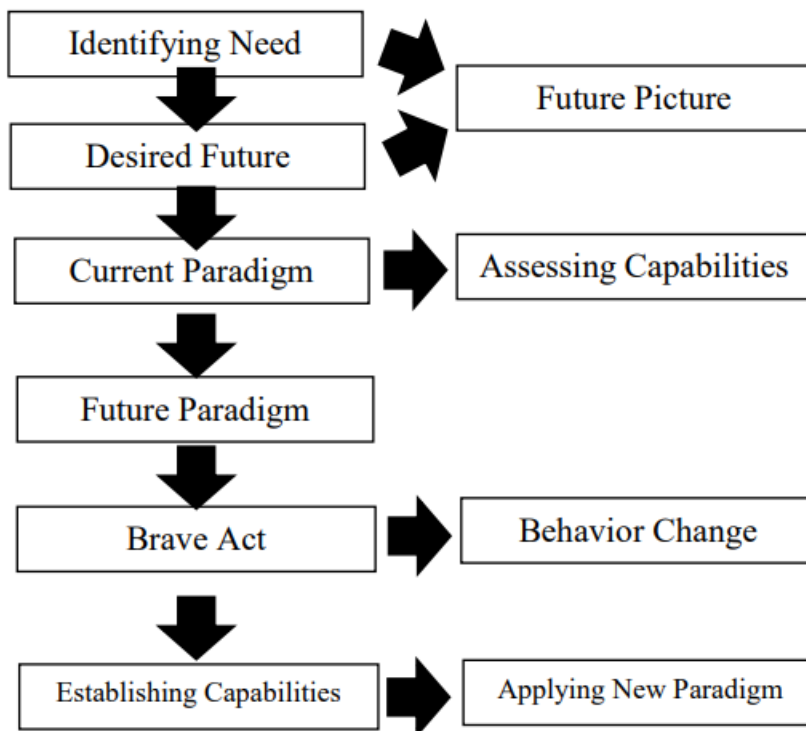 Identifying Need
Future Picture
Desired Future
Current Paradigm
Assessing Capabilities
Future Paradigm
Brave Act
Behavior Change
Establishing Capabilities
Applying New Paradigm